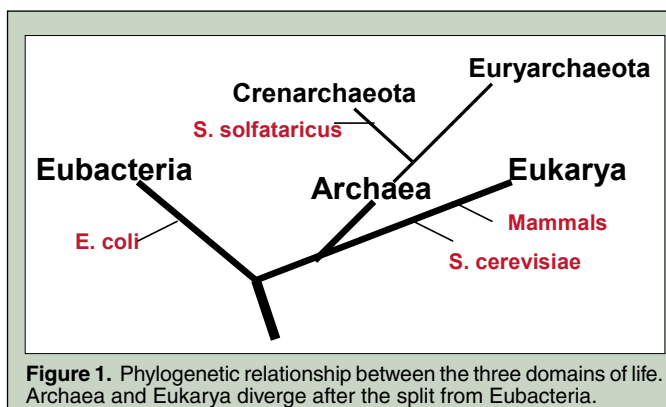 Euryarchaeota
Crenarchaeota
S. solfataricus
Eubacteria
Archaea
Eukarya
E. coli
Mammals
S. cerevisiae
Figure 1. Phylogenetic relationship between the three domains of life.
Archaea and Eukarya diverge after the split from Eubacteria.